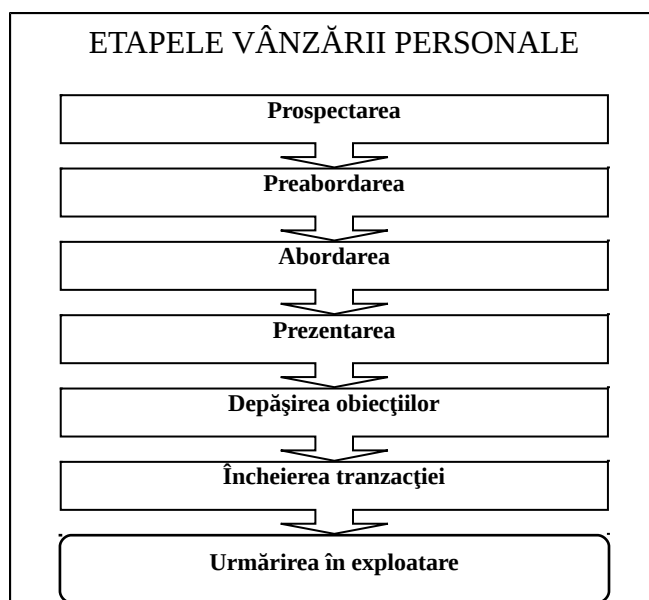 ETAPELE VÂNZĂRII PERSONALE
Prospectarea
Preabordarea
Abordarea
Prezentarea
Depăşirea obiecţiilor
Încheierea tranzacţiei
Urmărirea în exploatare